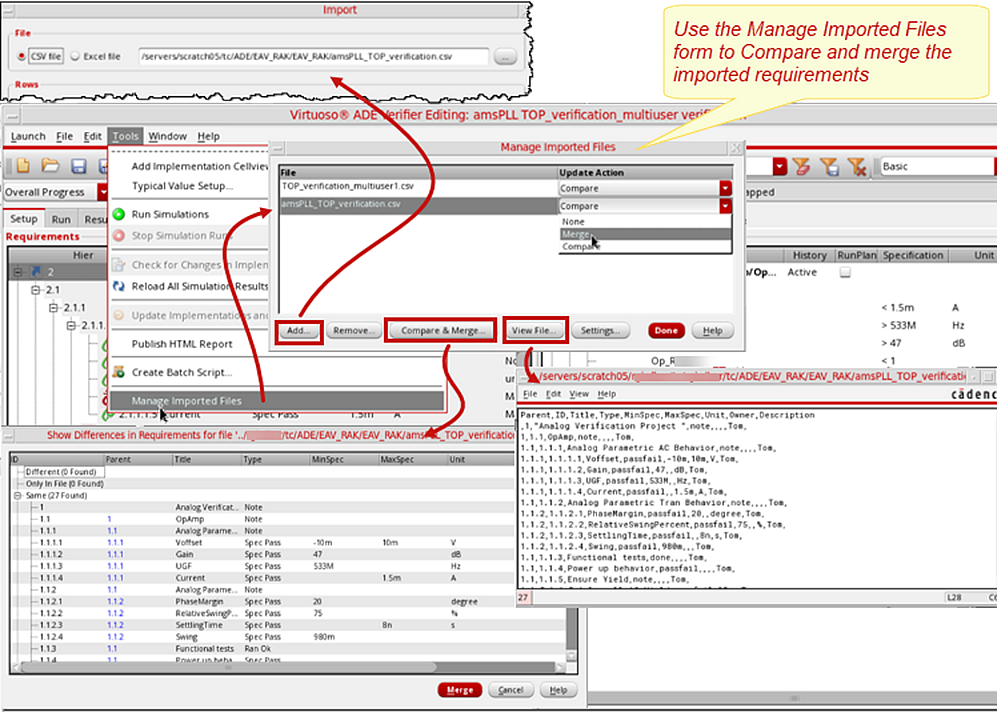 Import
File
CSV file
Excel file
/servers/scratch05/tc/ADE/EAV_RAK/EAV_RAK/amsPLL_TOP_verification.csv
...
Rows
Use the Manage Imported Files
form to Compare and merge the
imported requirements
Virtuoso® ADE Verifier Editing: amsPLL TOP_verification_multiuser
Launch File Edit Tools Window Help
Basic
Overall Progress
Setup Run
Requirements
Hier
2
2.1
2.1.1
Add Implementation Cellview
Typical Value Setup...
Run Simulations
Stop Simulation Run
Check for Changes in
Reload All Simulation Results
Update Implementations
Publish HTML Report
Create Batch Script...
Manage Imported Files
Spec Pass 1.5m A
Manage Imported Files
File Update Action
TOP_verification_multiuser1.csv Compare
amsPLL_TOP_verification.csv Compare
None
Merge
Compare
Add... Remove... Compare & Merge... View File... Settings... Done Help
History RunPlan Specification Unit
Active
< 1.5m A
> 533M Hz
> 47 dB
< 1
/servers/scratch05/ /tc/ADE/EAV_RAK/EAV_RAK/amsPLL_TOP_verificati
File Edit View Help
cādenc
Parent,ID,Title,Type,MinSpec,MaxSpec,Unit,Owner,Description
,1,"Analog Verification Project ",note,,,,Tom,
1,1.1,OpAmp,note,,,,Tom,
1.1,1.1.1,Analog Parametric AC Behavior,note,,,,Tom,
1.1.1,1.1.1.1,Voffset,passfail,-10m,10m,V,Tom,
1.1.1,1.1.1.2,Gain,passfail,47,,dB,Tom,
1.1.1,1.1.1.3,UGF,passfail,533M,,Hz,Tom,
1.1.1,1.1.1.4,Current,passfail,,1.5m,A,Tom,
1.1,1.1.2,Analog Parametric Tran Behavior,note,,,,Tom,
1.1.2,1.1.2.1,PhaseMargin,passfail,20,,degree,Tom,
1.1.2,1.1.2.2,RelativeSwingPercent,passfail,75,,%,Tom,
1.1.2,1.1.2.3,SettlingTime,passfail,,8n,s,Tom,
1.1.2,1.1.2.4,Swing,passfail,980m,,,Tom,
1.1,1.1.3,Functional tests,done,,,,Tom,
1.1,1.1.4,Power up behavior,passfail,,,,Tom,
1.1,1.1.5,Ensure Yield,note,,,,Tom,
27
L28
Show Differences in Requirements for file '../ /tc/ADE/EAV_RAK/EAV_RAK/amsPLL_TOP_verification
ID Parent Title Type MinSpec MaxSpec Unit
Different (0 Found)
Only In File (0 Found)
Same (27 Found)
1 Analog Verificat... Note
1.1 1 OpAmp Note
1.1.1 1.1 Analog Parame... Note
1.1.1.1 1.1.1 Voffset Spec Pass -10m 10m V
1.1.1.2 1.1.1 Gain Spec Pass 47 dB
1.1.1.3 1.1.1 UGF Spec Pass 533M Hz
1.1.1.4 1.1.1 Current Spec Pass 1.5m A
1.1.2 1.1 Analog Parame... Note
1.1.2.1 1.1.2 PhaseMargin Spec Pass 20 degree
1.1.2.2 1.1.2 RelativeSwingP... Spec Pass 75 %
1.1.2.3 1.1.2 SettlingTime Spec Pass 8n s
1.1.2.4 1.1.2 Swing Spec Pass 980m
1.1.3 1.1 Functional tests Ran Ok
1.1.4 1.1 Power up beha... Spec Pass
Merge Cancel Help